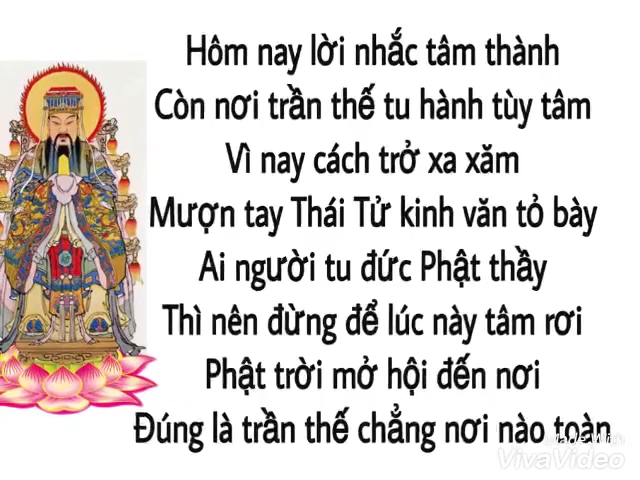 Hôm nay lời nhắc tâm thành
Còn nơi trần thế tu hành tùy tâm
Vì nay cách trở xa xăm
Mượn tay Thái Tử kinh văn tỏ bày
Ai người tu đức Phật thầy
Thì nên đừng để lúc này tâm rơi
Phật trời mở hội đến nơi
Đúng là trần thế chẳng nơi nào toàn
Made With
VivaVideo